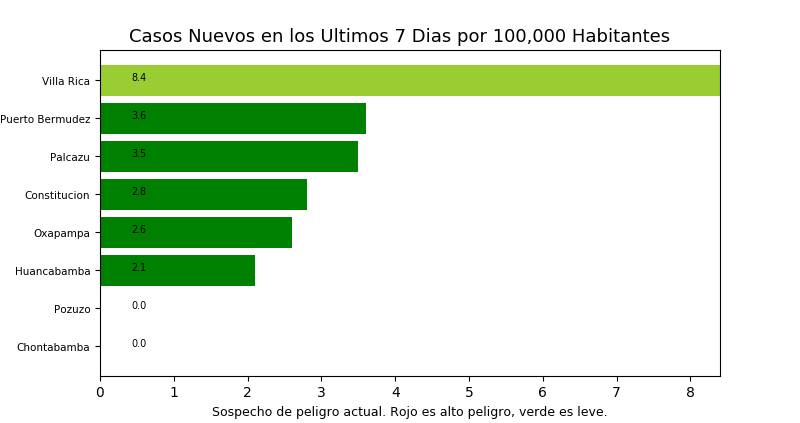 Casos Nuevos en los Ultimos 7 Dias por 100,000 Habitantes
Villa Rica 8.4
Puerto Bermudez 3.6
Palcazu 3.5
Constitucion 2.8
Oxapampa 2.6
Huancabamba 2.1
Pozuzo 0.0
Chontabamba 0.0
0 1 2 3 4 5 6 7 8
Sospecho de peligro actual. Rojo es alto peligro, verde es leve.